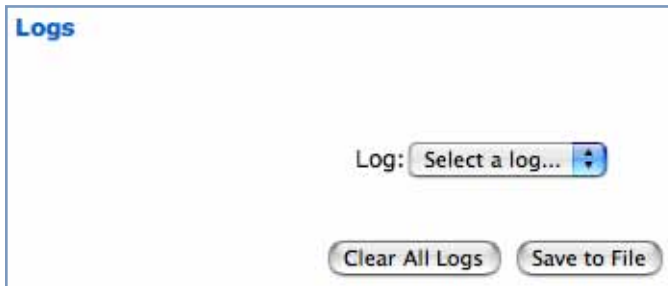 Logs
Log: Select a log...
Clear All Logs Save to File